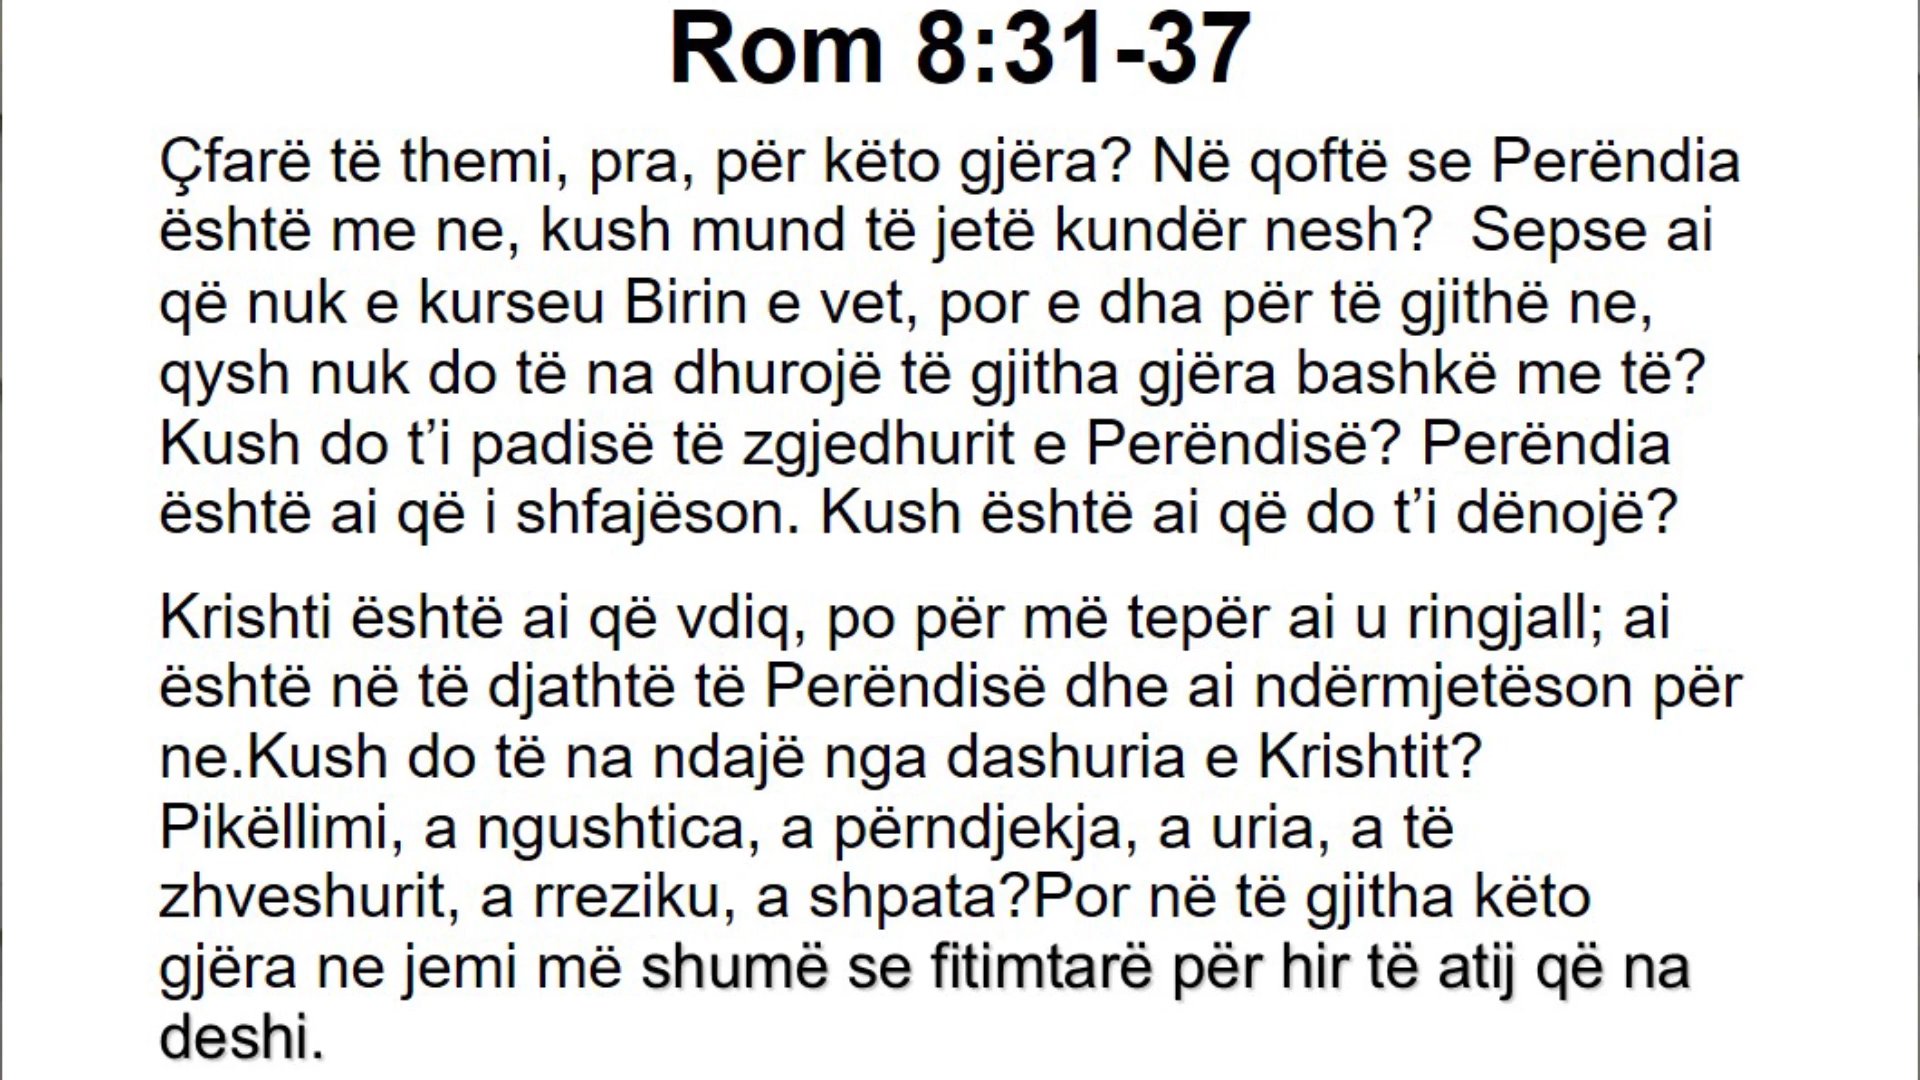 Rom 8:31-37
Çfarë të themi, pra, për këto gjëra? Në qoftë se Perëndia
është me ne, kush mund të jetë kundër nesh?  Sepse ai
që nuk e kurseu Birin e vet, por e dha për të gjithë ne,
qysh nuk do të na dhurojë të gjitha gjëra bashkë me të?
Kush do t’i padisë të zgjedhurit e Perëndisë? Perëndia
është ai që i shfajëson. Kush është ai që do t’i dënojë?
Krishti është ai që vdiq, po për më tepër ai u ringjall; ai
është në të djathtë të Perëndisë dhe ai ndërmjetëson për
ne.Kush do të na ndajë nga dashuria e Krishtit?
Pikëllimi, a ngushtica, a përndjekja, a uria, a të
zhveshurit, a rreziku, a shpata?Por në të gjitha këto
gjëra ne jemi më shumë se fitimtarë për hir të atij që na
deshi.